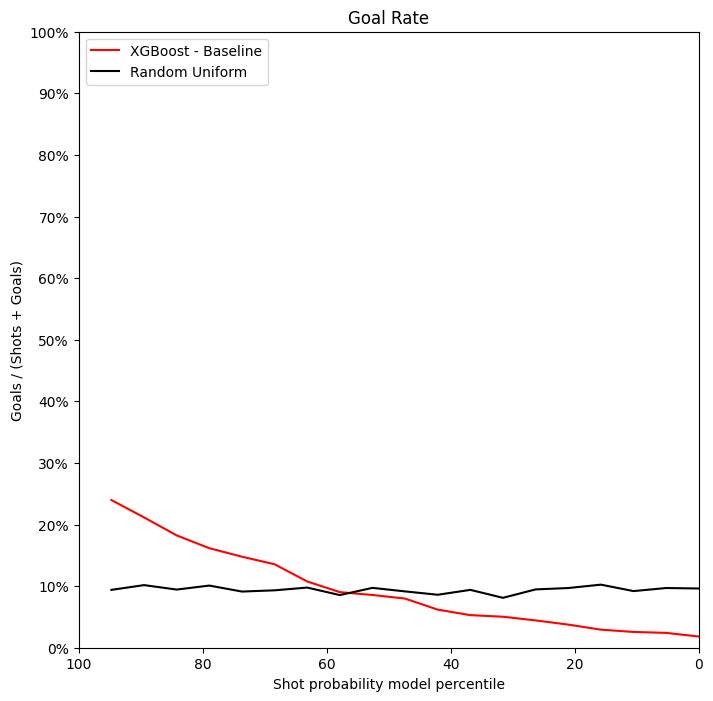 Goal Rate
XGBoost - Baseline
Random Uniform
100%
90%
80%
70%
60%
50%
40%
30%
20%
10%
0%
Goals / (Shots + Goals)
100 80 60 40 20 0
Shot probability model percentile